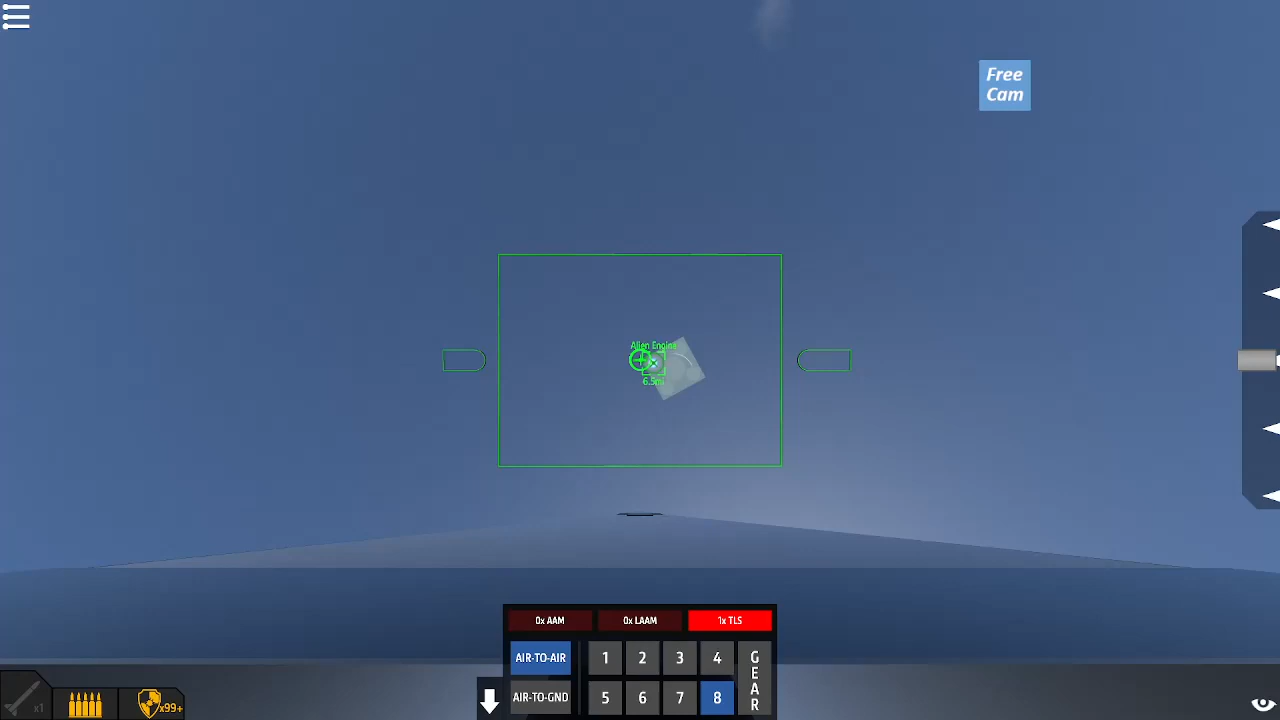 Free
Cam
Alien Engine
6.5mi
0x AAM
0x LAAM
1x TLS
AIR-TO-AIR
1
2
3
4
GEAR
AIR-TO-GND
5
6
7
8
x1
x99+